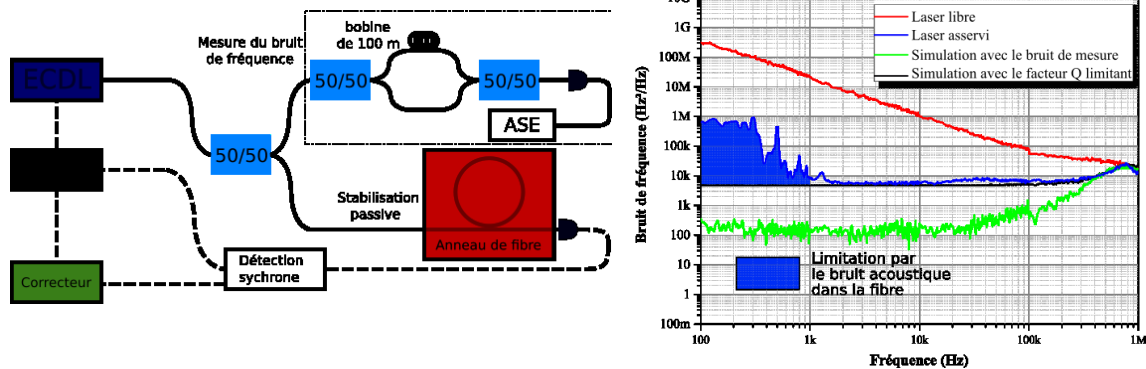 Mesure du bruit
de fréquence
bobine
de 100 m
50/50
50/50
ASE
ECDL
50/50
Stabilisation
passive
Anneau de fibre
Détection
sychrone
Correcteur
Laser libre
Laser asservi
Simulation avec le bruit de mesure
Simulation avec le facteur Q limitant
Bruit de fréquence (Hz²/Hz)
1G
100M
10M
1M
100k
10k
1k
100
10
1
100m
Limitation par
le bruit acoustique
dans la fibre
100
1k
10k
100k
1M
Fréquence (Hz)